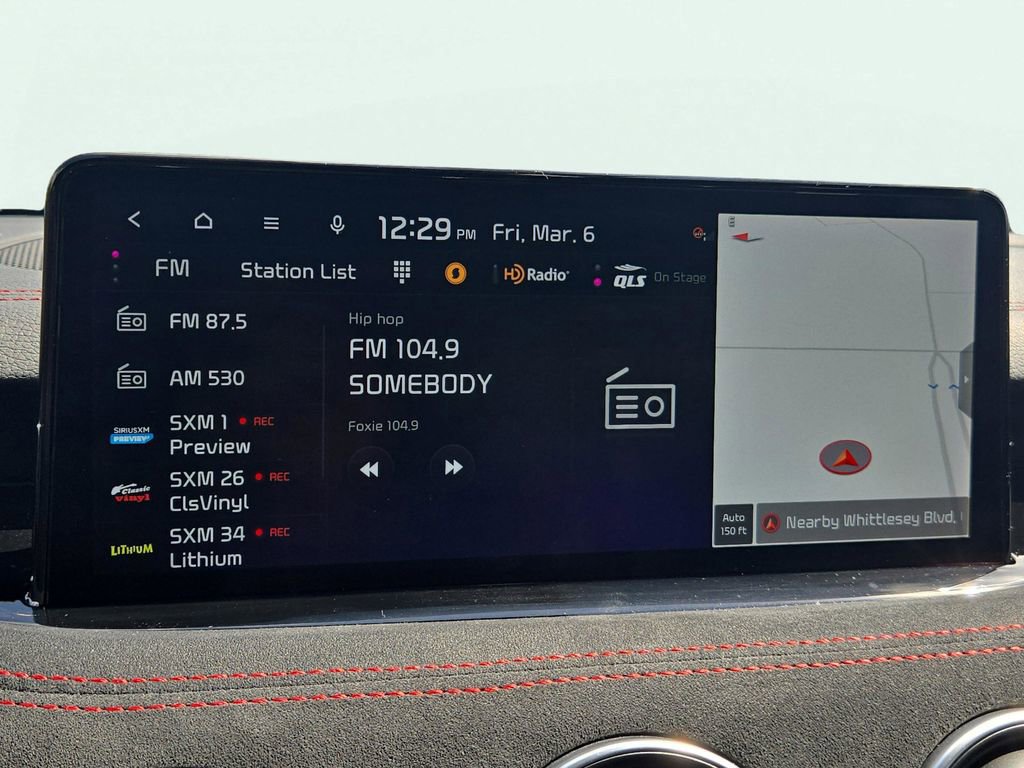 12:29 PM Fri, Mar. 6
FM Station List HD Radio QLS On Stage
FM 87.5
AM 530
SIRIUSXM
PREVIEW
SXM 1 REC
Preview
Classic
Vinyl
SXM 26 REC
ClsVinyl
LITHIUM
SXM 34 REC
Lithium
Hip hop
FM 104.9
SOMEBODY
Foxie 104.9
Auto
150 ft
Nearby Whittlesey Blvd,